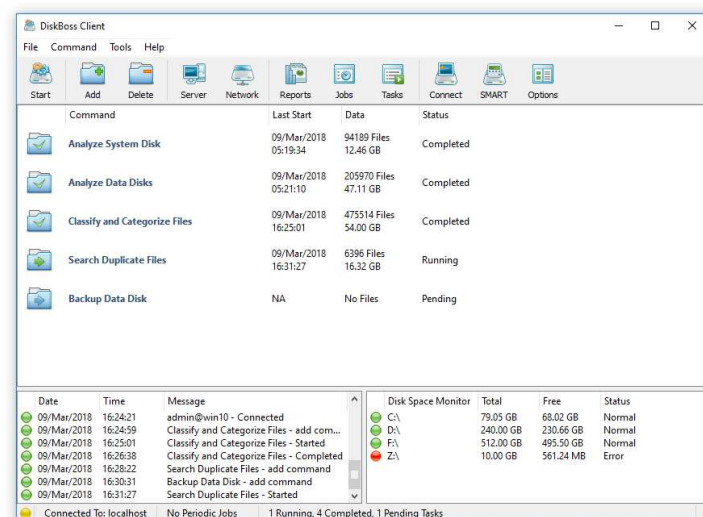 DiskBoss Client
File Command Tools Help
Start Add Delete Server Network Reports Jobs Tasks Connect SMART Options
Command Last Start Data Status
Analyze System Disk 09/Mar/2018 05:19:34 94189 Files 12.46 GB Completed
Analyze Data Disks 09/Mar/2018 05:21:10 205970 Files 47.11 GB Completed
Classify and Categorize Files 09/Mar/2018 16:25:01 475514 Files 54.00 GB Completed
Search Duplicate Files 09/Mar/2018 16:31:27 6396 Files 16.32 GB Running
Backup Data Disk NA No Files Pending
Date Time Message
09/Mar/2018 16:24:21 admin@win10 - Connected
09/Mar/2018 16:24:59 Classify and Categorize Files - add com...
09/Mar/2018 16:25:01 Classify and Categorize Files - Started
09/Mar/2018 16:26:38 Classify and Categorize Files - Completed
09/Mar/2018 16:28:22 Search Duplicate Files - add command
09/Mar/2018 16:30:31 Backup Data Disk - add command
09/Mar/2018 16:31:27 Search Duplicate Files - Started
Disk Space Monitor Total Free Status
C:\ 79.05 GB 68.02 GB Normal
D:\ 240.00 GB 230.66 GB Normal
F:\ 512.00 GB 495.50 GB Normal
Z:\ 10.00 GB 561.24 MB Error
Connected To: localhost No Periodic Jobs 1 Running, 4 Completed, 1 Pending Tasks